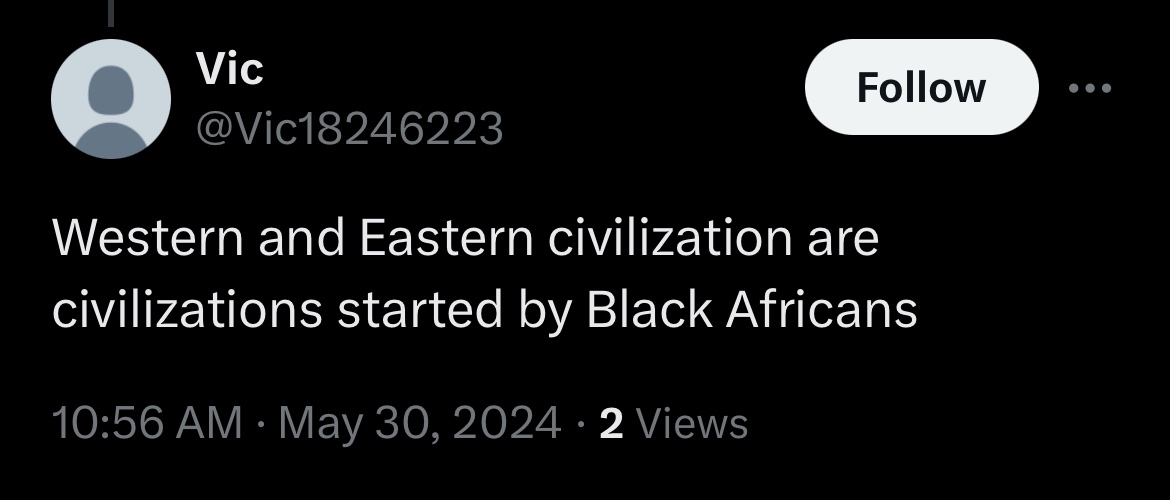 Vic
@Vic18246223
Follow
Western and Eastern civilization are
civilizations started by Black Africans
10:56 AM · May 30, 2024 · 2 Views